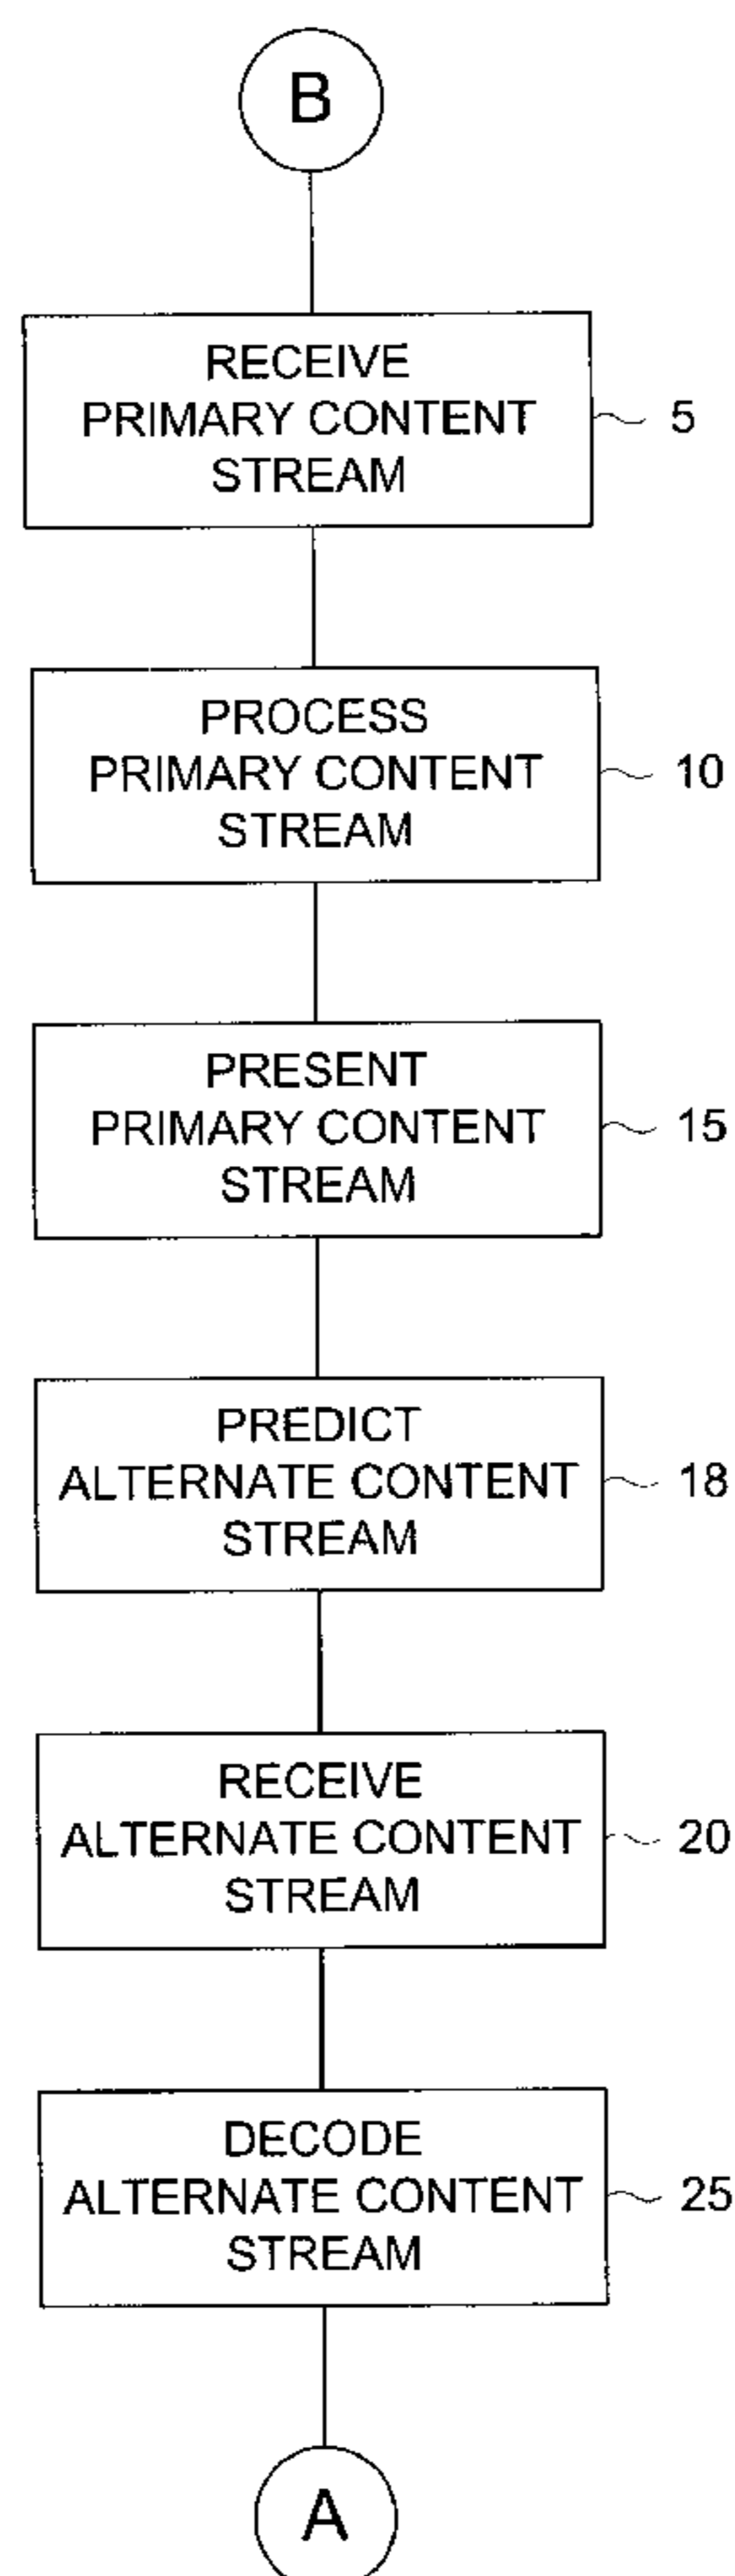 B
RECEIVE
PRIMARY CONTENT
STREAM
5
PROCESS
PRIMARY CONTENT
STREAM
10
PRESENT
PRIMARY CONTENT
STREAM
15
PREDICT
ALTERNATE CONTENT
STREAM
18
RECEIVE
ALTERNATE CONTENT
STREAM
20
DECODE
ALTERNATE CONTENT
STREAM
25
A